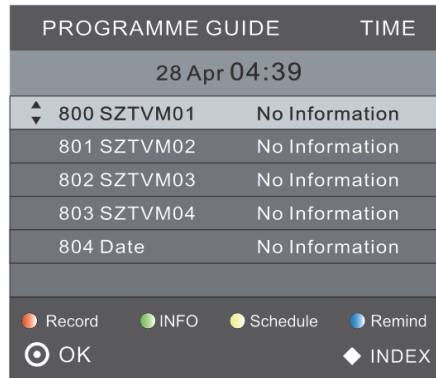 PROGRAMME GUIDE TIME
28 Apr 04:39
800 SZTVM01 No Information
801 SZTVM02 No Information
802 SZTVM03 No Information
803 SZTVM04 No Information
804 Date No Information
Record INFO Schedule Remind
OK INDEX